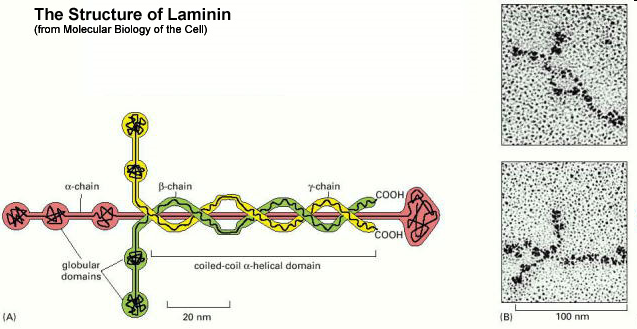 The Structure of Laminin
(from Molecular Biology of the Cell)
α-chain
β-chain
γ-chain
COOH
COOH
globular
domains
coiled-coil α-helical domain
20 nm
(A)
(B)
100 nm